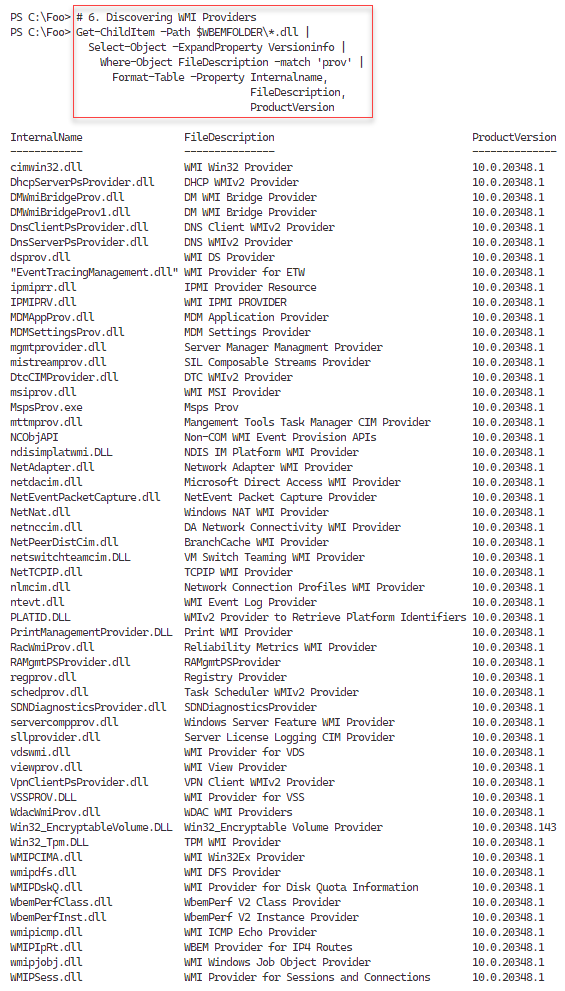 PS C:\Foo> # 6. Discovering WMI Providers
PS C:\Foo> Get-ChildItem -Path $WBEMFOLDER\*.dll |
Select-Object -ExpandProperty Versioninfo |
Where-Object FileDescription -match 'prov' |
Format-Table -Property Internalname,
FileDescription,
ProductVersion
InternalName FileDescription ProductVersion
------------ --------------- --------------
cimwin32.dll WMI Win32 Provider 10.0.20348.1
DhcpServerPsProvider.dll DHCP WMIv2 Provider 10.0.20348.1
DMWmiBridgeProv.dll DM WMI Bridge Provider 10.0.20348.1
DMWmiBridgeProv1.dll DM WMI Bridge Provider 10.0.20348.1
DnsClientPsProvider.dll DNS Client WMIv2 Provider 10.0.20348.1
DnsServerPsProvider.dll DNS WMIv2 Provider 10.0.20348.1
dsprov.dll WMI DS Provider 10.0.20348.1
"EventTracingManagement.dll" WMI Provider for ETW 10.0.20348.1
ipmiprr.dll IPMI Provider Resource 10.0.20348.1
IPMIPRV.dll WMI IPMI PROVIDER 10.0.20348.1
MDMAppProv.dll MDM Application Provider 10.0.20348.1
MDMSettingsProv.dll MDM Settings Provider 10.0.20348.1
mgmtprovider.dll Server Manager Managment Provider 10.0.20348.1
mistreamprov.dll SIL Composable Streams Provider 10.0.20348.1
DtcCIMProvider.dll DTC WMIv2 Provider 10.0.20348.1
msiprov.dll WMI MSI Provider 10.0.20348.1
MspsProv.exe Msps Prov 10.0.20348.1
mttmprov.dll Mangement Tools Task Manager CIM Provider 10.0.20348.1
NCObjAPI Non-COM WMI Event Provision APIs 10.0.20348.1
ndisimplatwmi.DLL NDIS IM Platform WMI Provider 10.0.20348.1
NetAdapter.dll Network Adapter WMI Provider 10.0.20348.1
netdacim.dll Microsoft Direct Access WMI Provider 10.0.20348.1
NetEventPacketCapture.dll NetEvent Packet Capture Provider 10.0.20348.1
NetNat.dll Windows NAT WMI Provider 10.0.20348.1
netnccim.dll DA Network Connectivity WMI Provider 10.0.20348.1
NetPeerDistCim.dll BranchCache WMI Provider 10.0.20348.1
netswitchteamcim.DLL VM Switch Teaming WMI Provider 10.0.20348.1
NetTCPIP.dll TCPIP WMI Provider 10.0.20348.1
nlmcim.dll Network Connection Profiles WMI Provider 10.0.20348.1
ntevt.dll WMI Event Log Provider 10.0.20348.1
PLATID.DLL WMIv2 Provider to Retrieve Platform Identifiers 10.0.20348.1
PrintManagementProvider.DLL Print WMI Provider 10.0.20348.1
RacWmiProv.dll Reliability Metrics WMI Provider 10.0.20348.1
RAMgmtPSProvider.dll RAMgmtPSProvider 10.0.20348.1
regprov.dll Registry Provider 10.0.20348.1
schedprov.dll Task Scheduler WMIv2 Provider 10.0.20348.1
SDNDiagnosticsProvider.dll SDNDiagnosticsProvider 10.0.20348.1
servercompprov.dll Windows Server Feature WMI Provider 10.0.20348.1
sllprovider.dll Server License Logging CIM Provider 10.0.20348.1
vdswmi.dll WMI Provider for VDS 10.0.20348.1
viewprov.dll WMI View Provider 10.0.20348.1
VpnClientPsProvider.dll VPN Client WMIv2 Provider 10.0.20348.1
VSSPROV.DLL WMI Provider for VSS 10.0.20348.1
WdacWmiProv.dll WDAC WMI Providers 10.0.20348.1
Win32_EncryptableVolume.DLL Win32_Encryptable Volume Provider 10.0.20348.143
Win32_Tpm.DLL TPM WMI Provider 10.0.20348.1
WMIPCIMA.dll WMI Win32Ex Provider 10.0.20348.1
wmipdfs.dll WMI DFS Provider 10.0.20348.1
WMIPDskQ.dll WMI Provider for Disk Quota Information 10.0.20348.1
WbemPerfClass.dll WbemPerf V2 Class Provider 10.0.20348.1
WbemPerfInst.dll WbemPerf V2 Instance Provider 10.0.20348.1
wmipicmp.dll WMI ICMP Echo Provider 10.0.20348.1
WMIPIpRt.dll WBEM Provider for IP4 Routes 10.0.20348.1
wmipjobj.dll WMI Windows Job Object Provider 10.0.20348.1
WMIPSess.dll WMI Provider for Sessions and Connections 10.0.20348.1